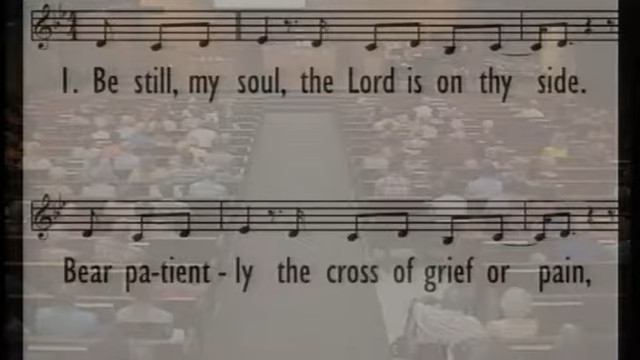 1. Be still, my soul, the Lord is on thy side.
Bear pa-tient-ly the cross of grief or pain,